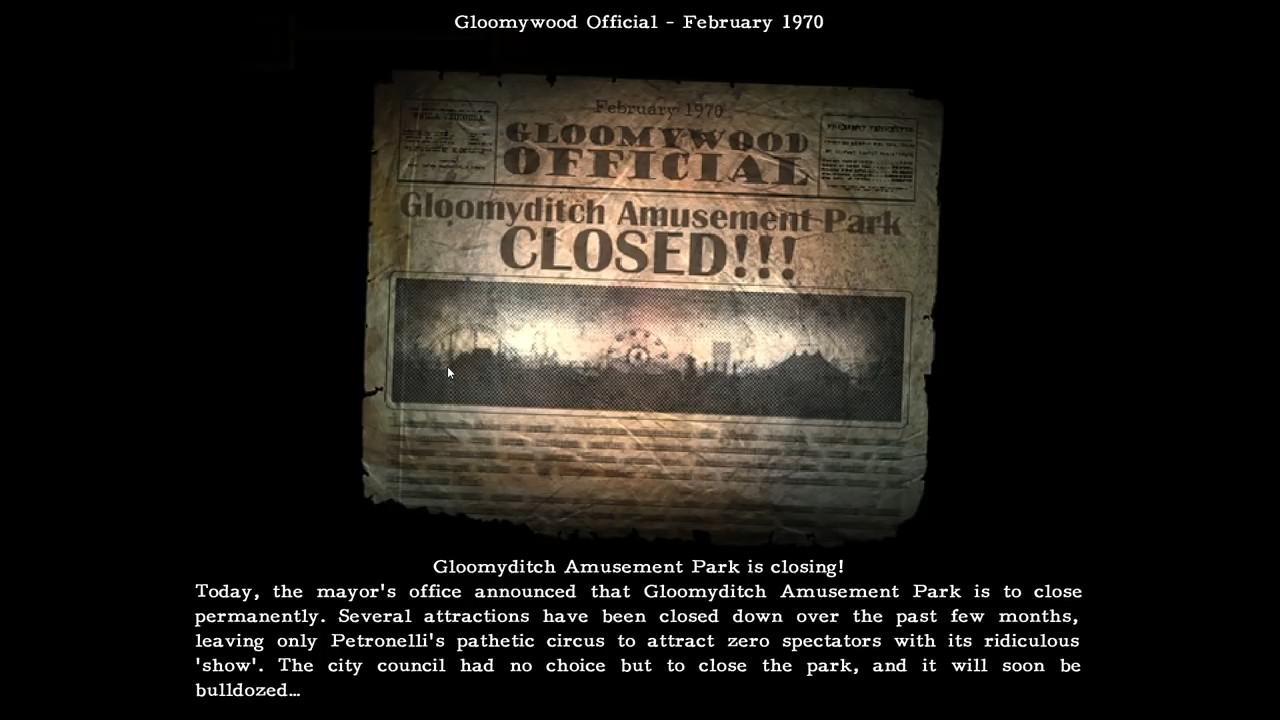 Gloomywood Official - February 1970
February 1970
GLOOMYWOOD
OFFICIAL
Gloomyditch Amusement Park
CLOSED!!!
Gloomyditch Amusement Park is closing!
Today, the mayor's office announced that Gloomyditch Amusement Park is to close
permanently. Several attractions have been closed down over the past few months,
leaving only Petronelli's pathetic circus to attract zero spectators with its ridiculous
'show'. The city council had no choice but to close the park, and it will soon be
bulldozed...